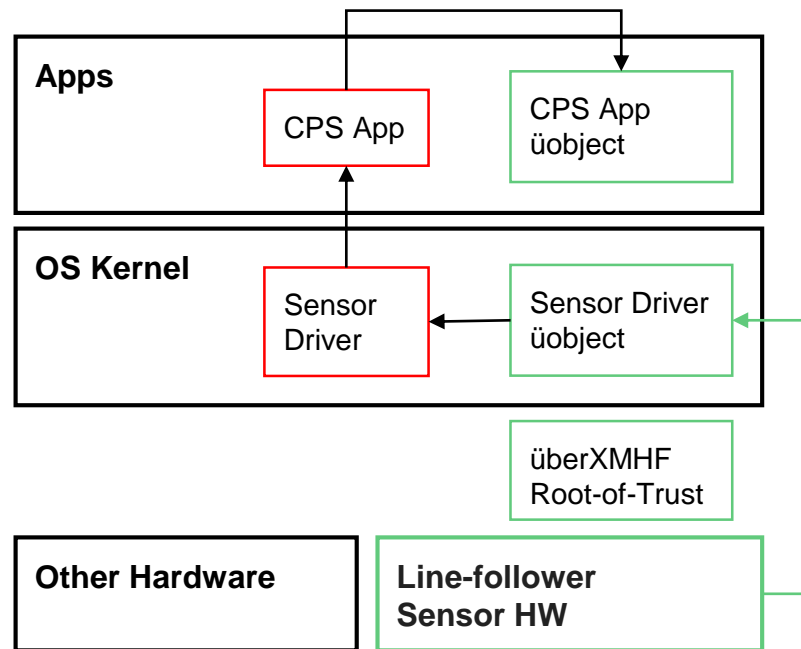 Apps
CPS App
CPS App
üobject
OS Kernel
Sensor
Driver
Sensor Driver
üobject
überXMHF
Root-of-Trust
Other Hardware
Line-follower
Sensor HW